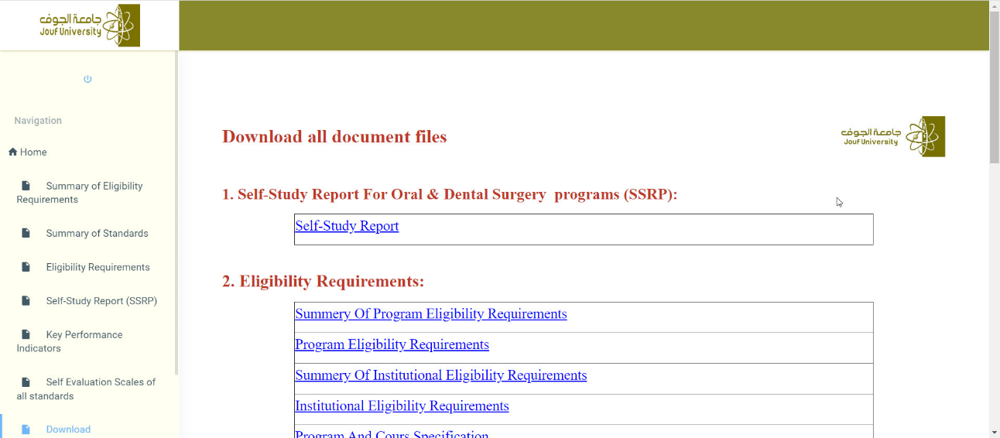 جامعة الجوف
Jouf University
Navigation
Home
Summary of Eligibility
Requirements
Summary of Standards
Eligibility Requirements
Self-Study Report (SSRP)
Key Performance
Indicators
Self Evaluation Scales of
all standards
Download
Download all document files
جامعة الجوف
Jouf University
1. Self-Study Report For Oral & Dental Surgery programs (SSRP):
Self-Study Report
2. Eligibility Requirements:
Summery Of Program Eligibility Requirements
Program Eligibility Requirements
Summary Of Institutional Eligibility Requirements
Institutional Eligibility Requirements
Program And Cours Specification